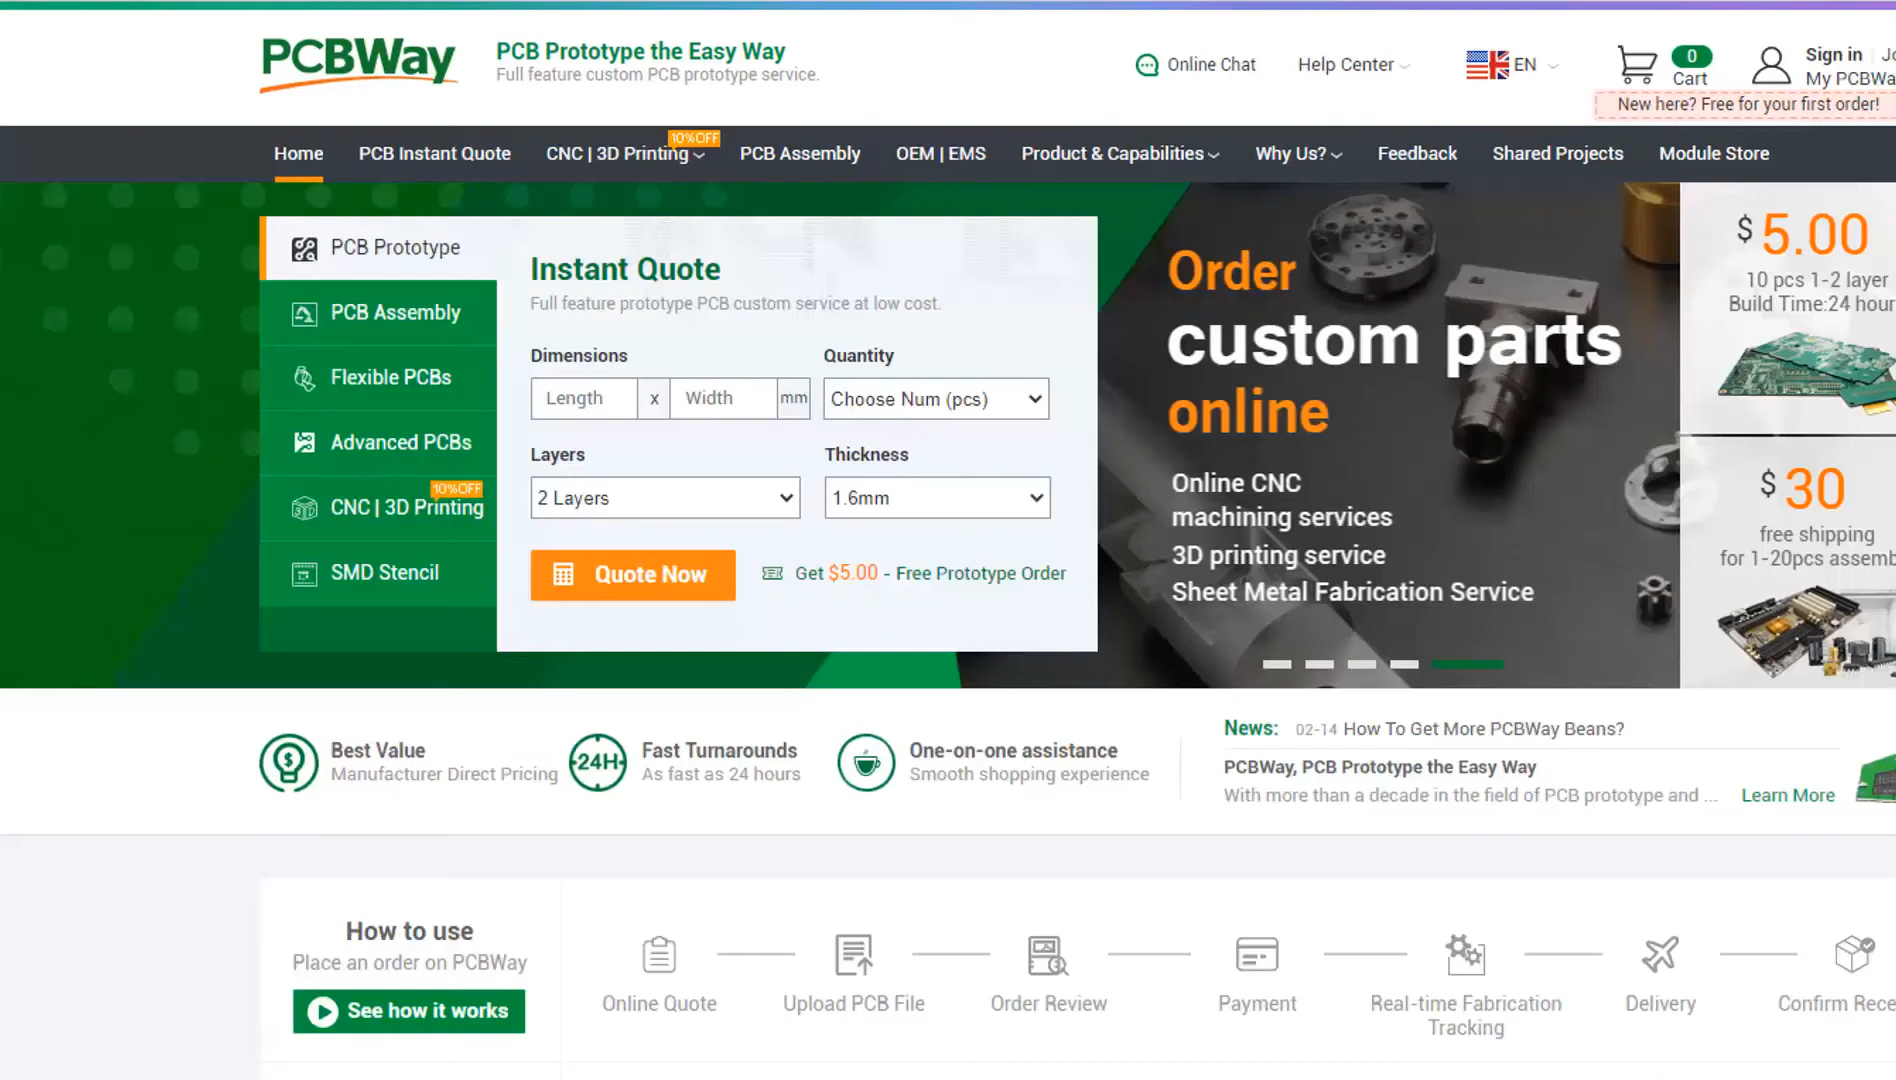 PCBWay
PCB Prototype the Easy Way
Full feature custom PCB prototype service.
Online Chat
Help Center
EN
0
Cart
Sign in
My PCBWa
New here? Free for your first order!
Home
PCB Instant Quote
CNC | 3D Printing
10%OFF
PCB Assembly
OEM | EMS
Product & Capabilities
Why Us?
Feedback
Shared Projects
Module Store
PCB Prototype
PCB Assembly
Flexible PCBs
Advanced PCBs
10%OFF
CNC | 3D Printing
SMD Stencil
Instant Quote
Full feature prototype PCB custom service at low cost.
Dimensions
Quantity
Length x Width mm
Choose Num (pcs)
Layers
Thickness
2 Layers
1.6mm
Quote Now
Get $5.00 - Free Prototype Order
Order
custom parts
online
Online CNC
machining services
3D printing service
Sheet Metal Fabrication Service
$5.00
10 pcs 1-2 layer
Build Time:24 hour
$30
free shipping
for 1-20pcs assemb
Best Value
Manufacturer Direct Pricing
24H
Fast Turnarounds
As fast as 24 hours
One-on-one assistance
Smooth shopping experience
News: 02-14 How To Get More PCBWay Beans?
PCBWay, PCB Prototype the Easy Way
With more than a decade in the field of PCB prototype and ... Learn More
How to use
Place an order on PCBWay
See how it works
Online Quote
Upload PCB File
Order Review
Payment
Real-time Fabrication
Tracking
Delivery
Confirm Rece